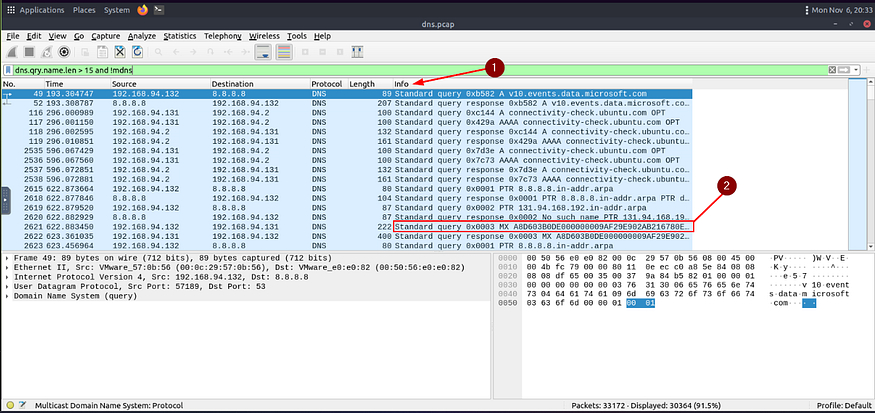 Applications Places System Mon Nov 6, 20:33
dns.pcap
File Edit View Go Capture Analyze Statistics Telephony Wireless Tools Help
dns.qry.name.len > 15 and !mdns
1
No. Time Source Destination Protocol Length Info
49 193.304747 192.168.94.132 8.8.8.8 DNS 89 Standard query 0xb582 A v10.events.data.microsoft.com
52 193.308787 8.8.8.8 192.168.94.132 DNS 207 Standard query response 0xb582 A v10.events.data.microsoft.co…
116 296.000989 192.168.94.131 192.168.94.2 DNS 100 Standard query 0xc144 A connectivity-check.ubuntu.com OPT
117 296.001150 192.168.94.131 192.168.94.2 DNS 100 Standard query 0x429a AAAA connectivity-check.ubuntu.com OPT
118 296.002595 192.168.94.2 192.168.94.131 DNS 132 Standard query response 0xc144 A connectivity-check.ubuntu.co…
119 296.010851 192.168.94.2 192.168.94.131 DNS 161 Standard query response 0x429a AAAA connectivity-check.ubuntu…
2535 596.067429 192.168.94.131 192.168.94.2 DNS 100 Standard query 0x7d3e A connectivity-check.ubuntu.com OPT
2536 596.067560 192.168.94.131 192.168.94.2 DNS 100 Standard query 0x7c73 AAAA connectivity-check.ubuntu.com OPT
2537 596.072851 192.168.94.2 192.168.94.131 DNS 132 Standard query response 0x7d3e A connectivity-check.ubuntu.co…
2538 596.072881 192.168.94.2 192.168.94.131 DNS 161 Standard query response 0x7c73 AAAA connectivity-check.ubuntu…
2
2615 622.873664 192.168.94.132 8.8.8.8 DNS 80 Standard query 0x0001 PTR 8.8.8.8.in-addr.arpa
2618 622.877846 8.8.8.8 192.168.94.132 DNS 104 Standard query response 0x0001 PTR 8.8.8.8.in-addr.arpa PTR d…
2619 622.879520 192.168.94.132 8.8.8.8 DNS 87 Standard query 0x0002 PTR 131.94.168.192.in-addr.arpa
2620 622.882929 8.8.8.8 192.168.94.132 DNS 87 Standard query response 0x0002 No such name PTR 131.94.168.19…
2621 622.883450 192.168.94.132 192.168.94.131 DNS 222 Standard query 0x0003 MX A8D603B0DE000000009AF29E902AB216780E…
2622 623.361035 192.168.94.131 192.168.94.132 DNS 400 Standard query response 0x0003 MX A8D603B0DE000000009AF29E902…
2623 623.456964 192.168.94.132 8.8.8.8 DNS 80 Standard query 0x0001 PTR 8.8.8.8.in-addr.arpa
Frame 49: 89 bytes on wire (712 bits), 89 bytes captured (712 bits)
Ethernet II, Src: VMware_57:0b:56 (00:0c:29:57:0b:56), Dst: VMware_e0:e0:82 (00:50:56:e0:e0:82)
Internet Protocol Version 4, Src: 192.168.94.132, Dst: 8.8.8.8
User Datagram Protocol, Src Port: 57189, Dst Port: 53
Domain Name System (query)
0000 00 50 56 e0 e0 82 00 0c 29 57 0b 56 08 00 45 00
0010 00 4b fc 79 00 00 80 11 0e ec c0 a8 5e 84 08 08
0020 08 08 df 65 00 35 00 37 9a 84 b5 82 01 00 00 01
0030 00 00 00 00 00 00 03 76 31 30 06 65 76 65 6e 74
0040 73 04 64 61 74 61 09 6d 69 63 72 6f 73 6f 66 74
0050 03 63 6f 6d 00 00 01 00 01
Multicast Domain Name System: Protocol Packets: 33172 · Displayed: 30364 (91.5%) Profile: Default